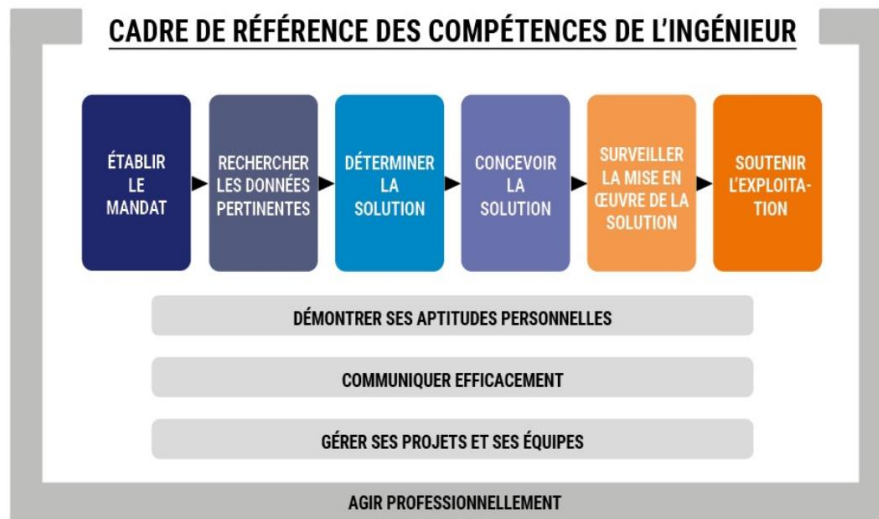 CADRE DE RÉFÉRENCE DES COMPÉTENCES DE L'INGÉNIEUR
ÉTABLIR
LE
MANDAT
RECHERCHER
LES DONNÉES
PERTINENTES
DÉTERMINER
LA
SOLUTION
CONCEVOIR
LA
SOLUTION
SURVEILLER
LA MISE EN
ŒUVRE DE LA
SOLUTION
SOUTENIR
L'EXPLOITA-
TION
DÉMONTRER SES APTITUDES PERSONNELLES
COMMUNIQUER EFFICACEMENT
GÉRER SES PROJETS ET SES ÉQUIPES
AGIR PROFESSIONNELLEMENT